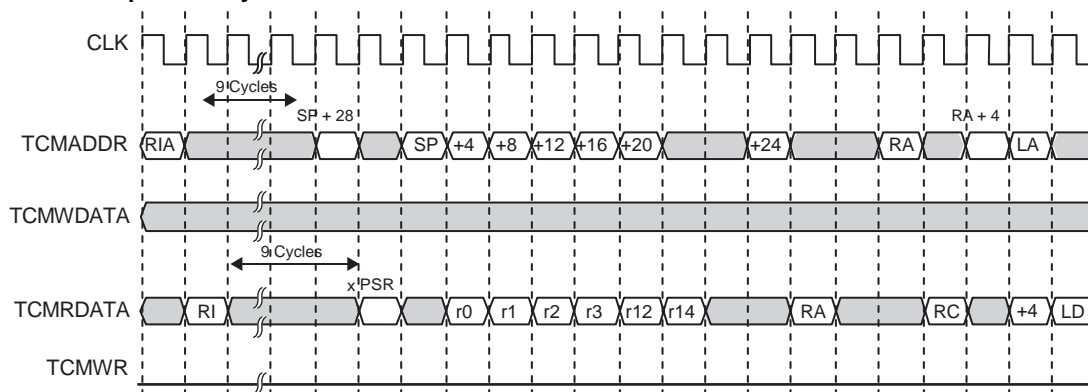 CLK
9 Cycles
SP + 28
RA + 4
TCMADDR RIA SP +4 +8 +12 +16 +20 +24 RA LA
TCMWDATA
9 Cycles
xPSR
TCMRDATA RI r0 r1 r2 r3 r12 r14 RA RC +4 LD
TCMWR